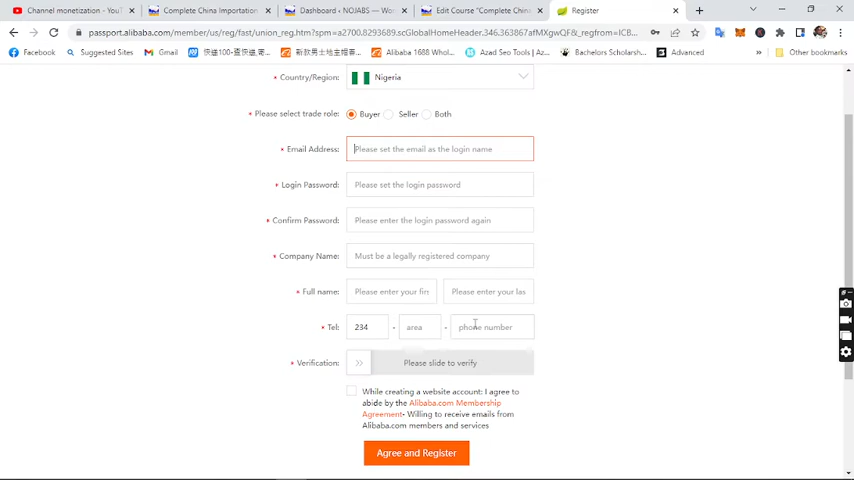 Channel monetization - YouT
Complete China Importation
Dashboard ‹ NOJABS — Wo
Edit Course "Complete China
Register
passport.alibaba.com/member/us/reg/fast/union_reg.htm?spm=a2700.8293689.scGlobalHomeHeader.346.363867afMXgwQF&_regfrom=ICB...
Facebook
Suggested Sites
Gmail
Alibaba 1688 Whol...
Azad Seo Tools | Az...
Bachelors Scholarsh...
Advanced
»
Other bookmarks
* Country/Region:
Nigeria
* Please select trade role:
Buyer
Seller
Both
* Email Address:
Please set the email as the login name
* Login Password:
Please set the login password
* Confirm Password:
Please enter the login password again
* Company Name:
Must be a legally registered company
* Full name:
Please enter your firs
Please enter your las
* Tel:
234
-
area
-
phone number
* Verification:
Please slide to verify
While creating a website account: I agree to
abide by the Alibaba.com Membership
Agreement· Willing to receive emails from
Alibaba.com members and services
Agree and Register